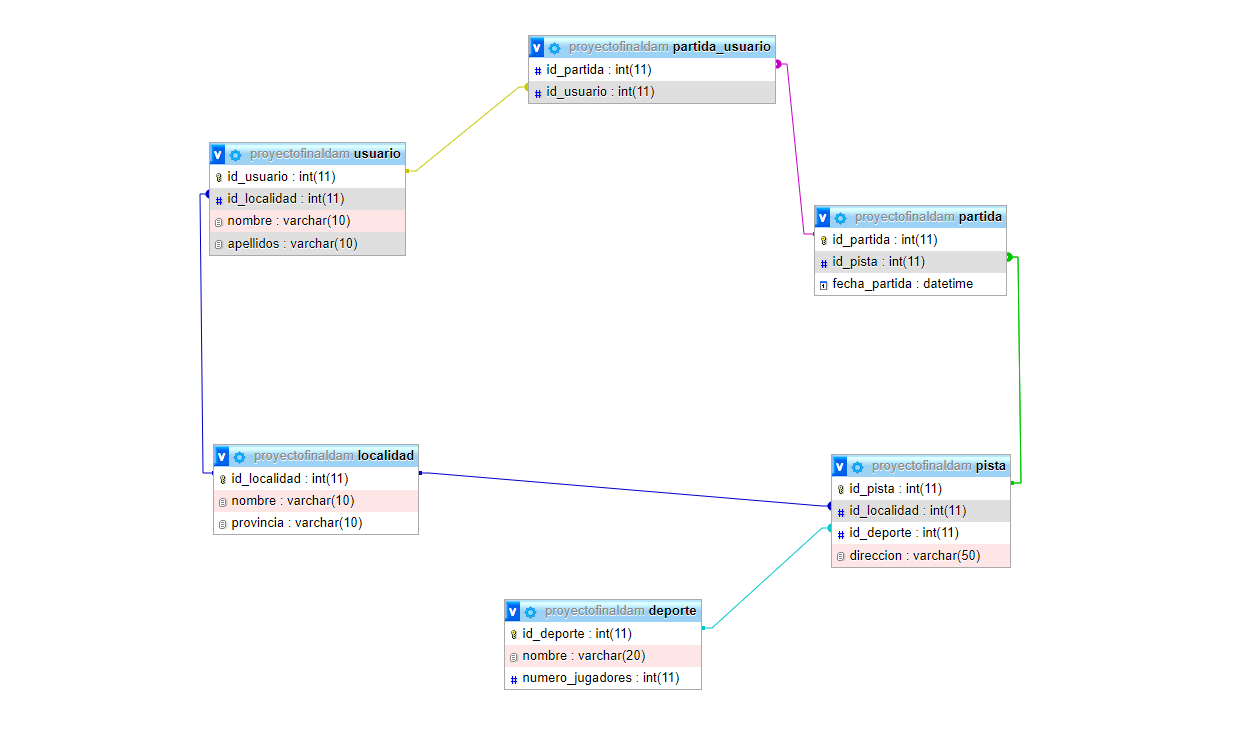 v proyectofinaldam partida_usuario
# id_partida : int(11)
# id_usuario : int(11)
v proyectofinaldam usuario
id_usuario : int(11)
# id_localidad : int(11)
nombre : varchar(10)
apellidos : varchar(10)
v proyectofinaldam partida
id_partida : int(11)
# id_pista : int(11)
fecha_partida : datetime
v proyectofinaldam localidad
id_localidad : int(11)
nombre : varchar(10)
provincia : varchar(10)
v proyectofinaldam pista
id_pista : int(11)
# id_localidad : int(11)
# id_deporte : int(11)
direccion : varchar(50)
v proyectofinaldam deporte
id_deporte : int(11)
nombre : varchar(20)
# numero_jugadores : int(11)